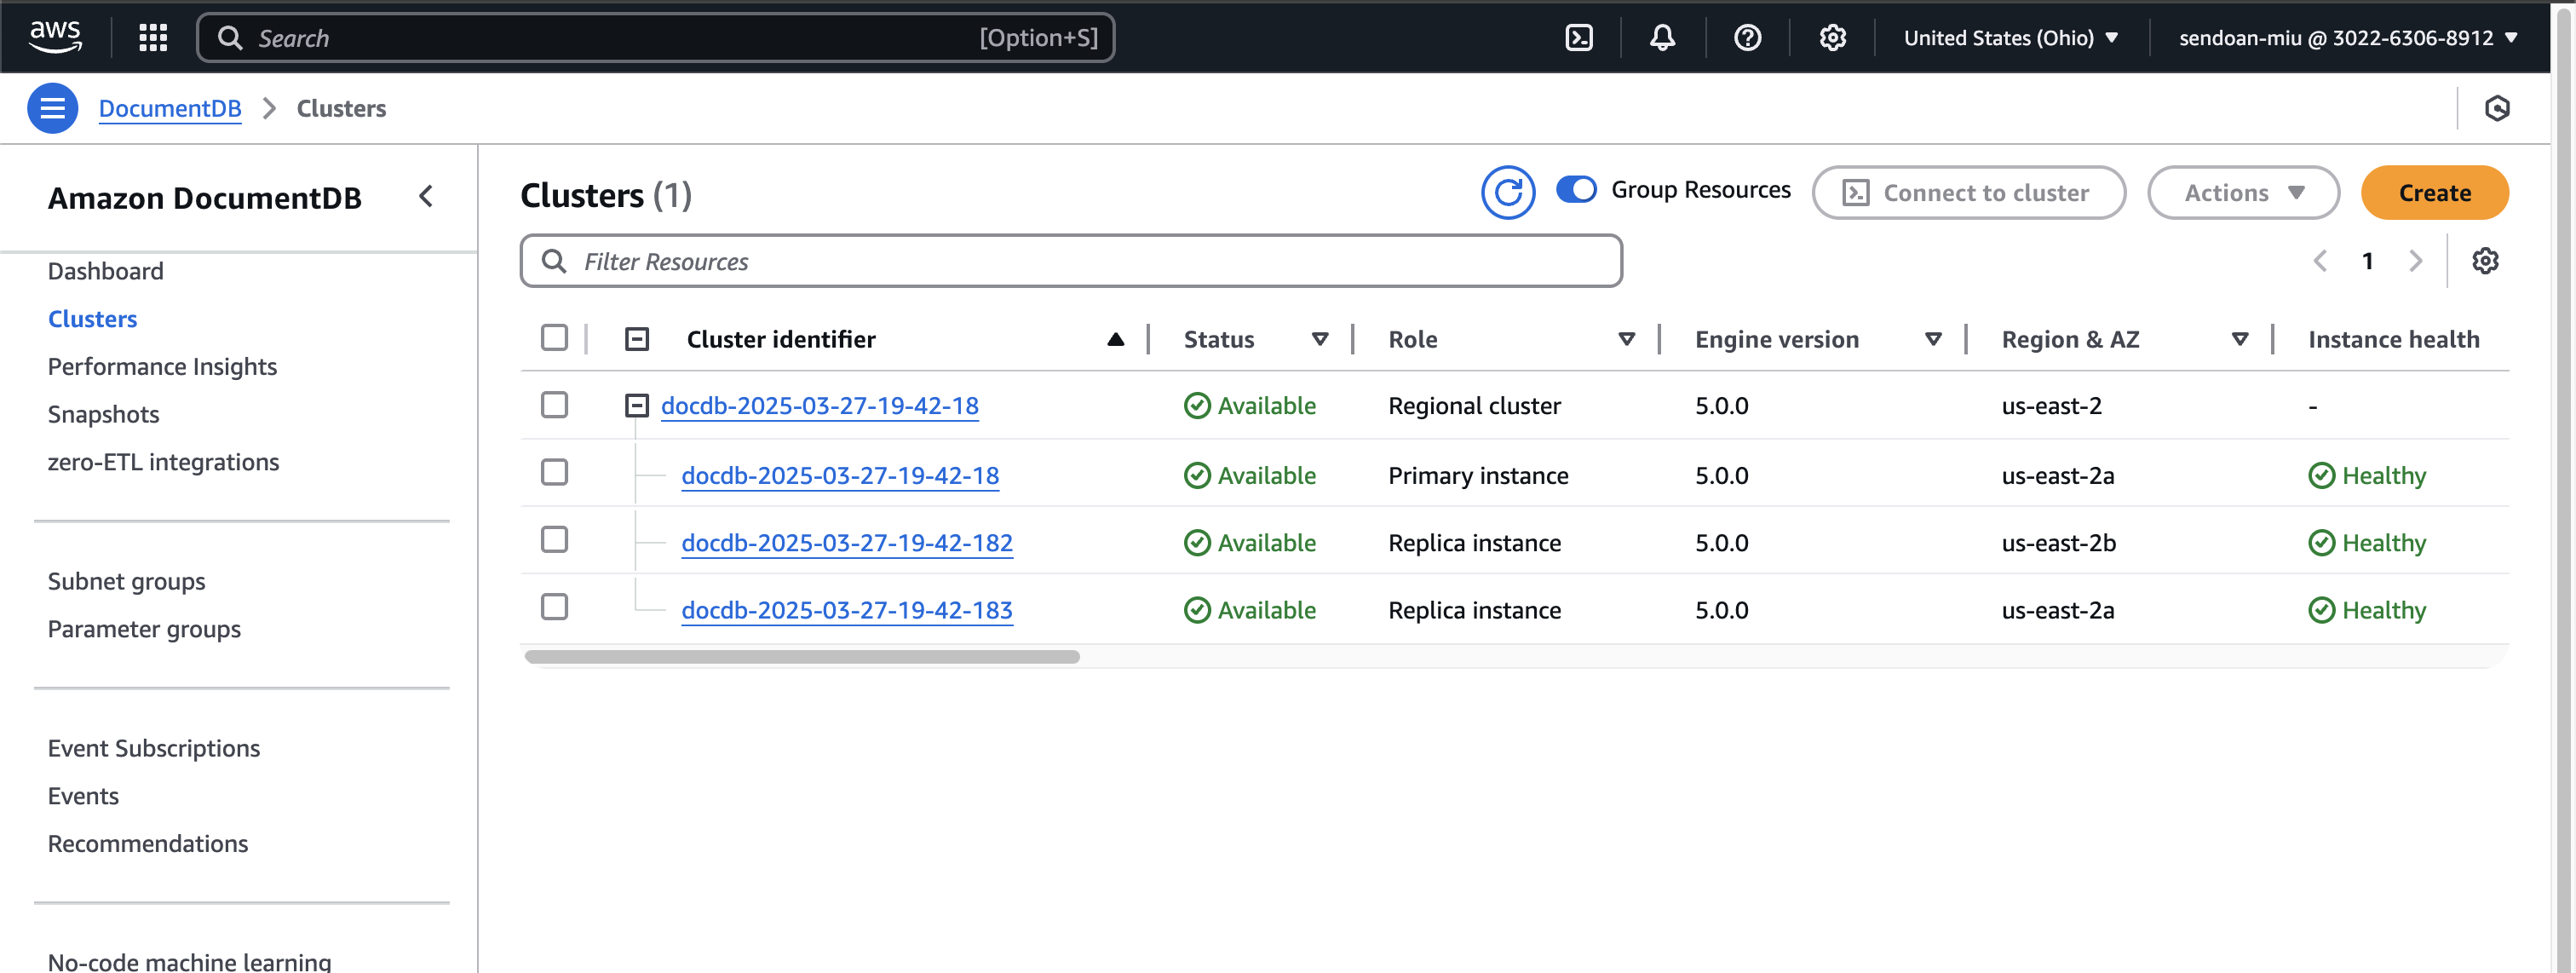 aws
Search [Option+S] United States (Ohio) sendoan-miu @ 3022-6306-8912
DocumentDB Clusters
Amazon DocumentDB
Dashboard
Clusters
Performance Insights
Snapshots
zero-ETL integrations
Subnet groups
Parameter groups
Event Subscriptions
Events
Recommendations
No-code machine learning
Clusters (1) Group Resources Connect to cluster Actions Create
Filter Resources 1
Cluster identifier Status Role Engine version Region & AZ Instance health
docdb-2025-03-27-19-42-18 Available Regional cluster 5.0.0 us-east-2 -
docdb-2025-03-27-19-42-18 Available Primary instance 5.0.0 us-east-2a Healthy
docdb-2025-03-27-19-42-182 Available Replica instance 5.0.0 us-east-2b Healthy
docdb-2025-03-27-19-42-183 Available Replica instance 5.0.0 us-east-2a Healthy